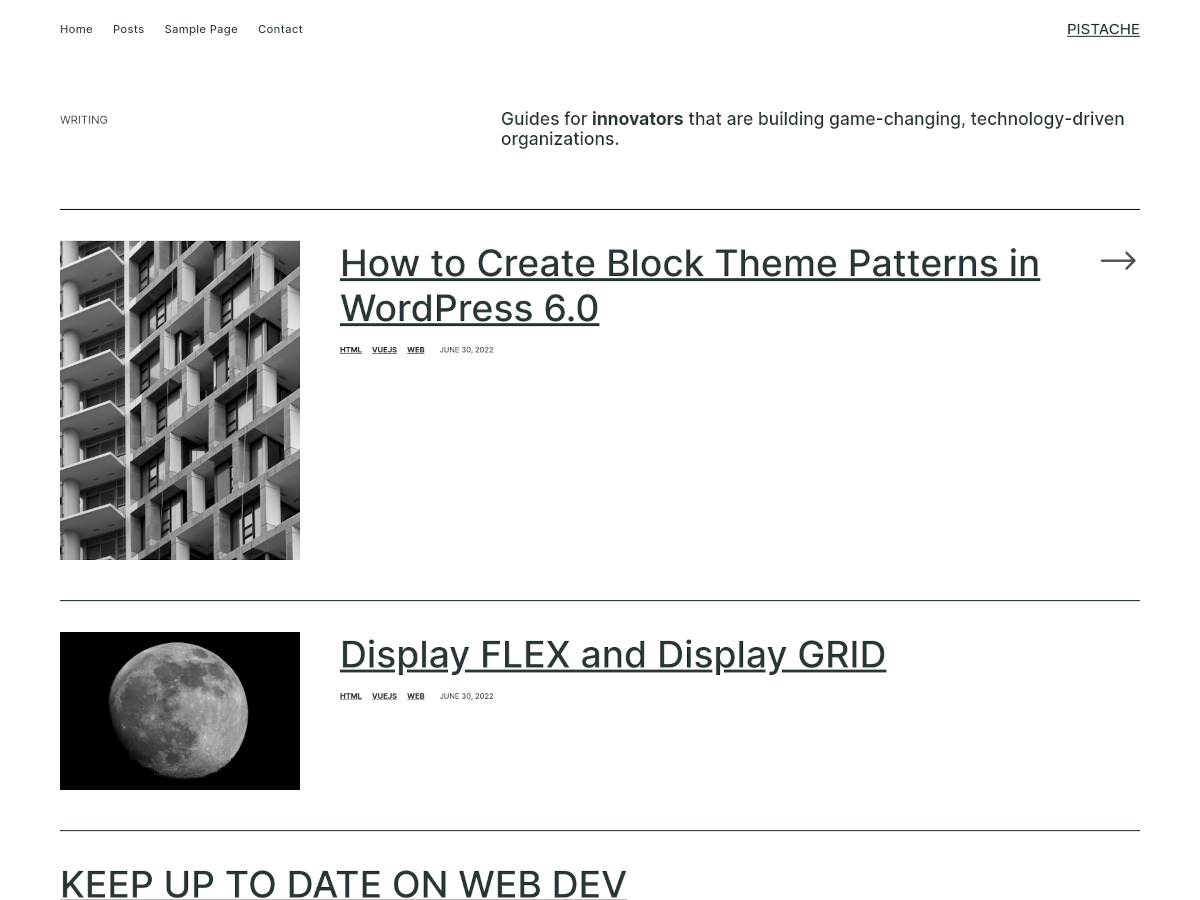 Home Posts Sample Page Contact PISTACHE
WRITING
Guides for innovators that are building game-changing, technology-driven
organizations.
How to Create Block Theme Patterns in
WordPress 6.0
HTML VUEJS WEB JUNE 30, 2022
Display FLEX and Display GRID
HTML VUEJS WEB JUNE 30, 2022
KEEP UP TO DATE ON WEB DEV